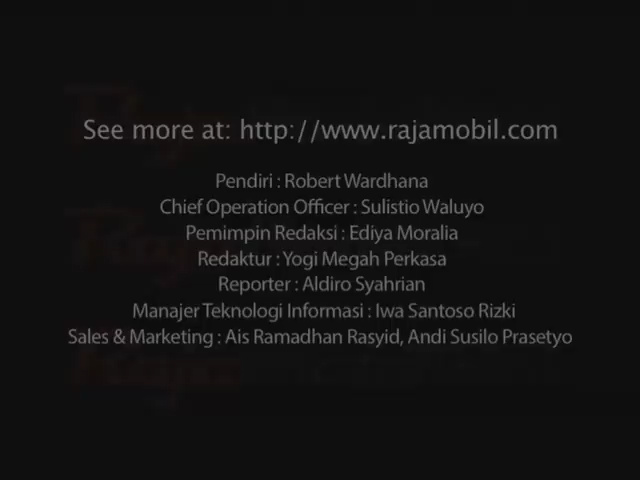 See more at: http://www.rajamobil.com
Pendiri : Robert Wardhana
Chief Operation Officer : Sulistio Waluyo
Pemimpin Redaksi : Ediya Moralia
Redaktur : Yogi Megah Perkasa
Reporter : Aldiro Syahrian
Manajer Teknologi Informasi : Iwa Santoso Rizki
Sales & Marketing : Ais Ramadhan Rasyid, Andi Susilo Prasetyo